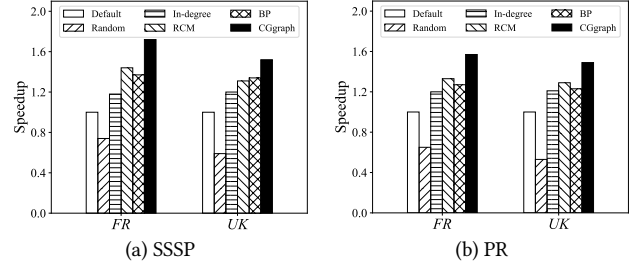 Default In-degree BP
Random RCM CGgraph
Speedup
2.0
1.6
1.2
0.8
0.4
0.0
FR UK
(a) SSSP
Default In-degree BP
Random RCM CGgraph
Speedup
2.0
1.6
1.2
0.8
0.4
0.0
FR UK
(b) PR